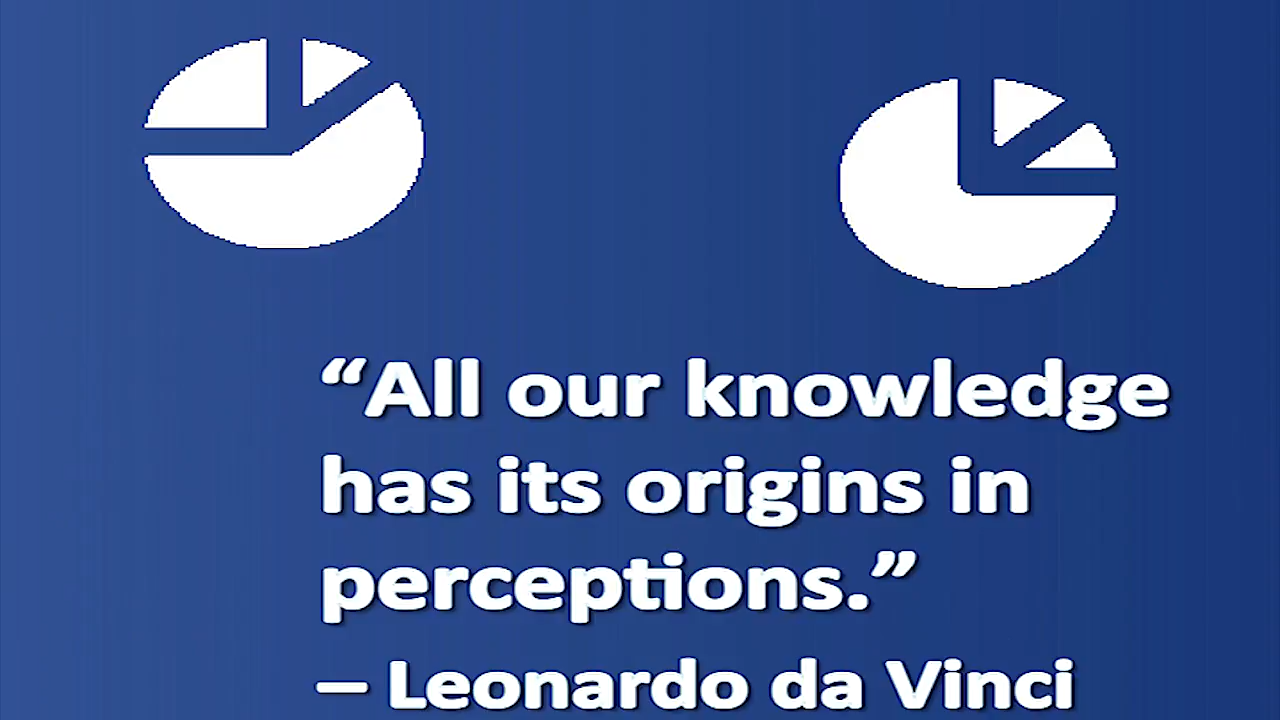 “All our knowledge
has its origins in
perceptions.”
– Leonardo da Vinci